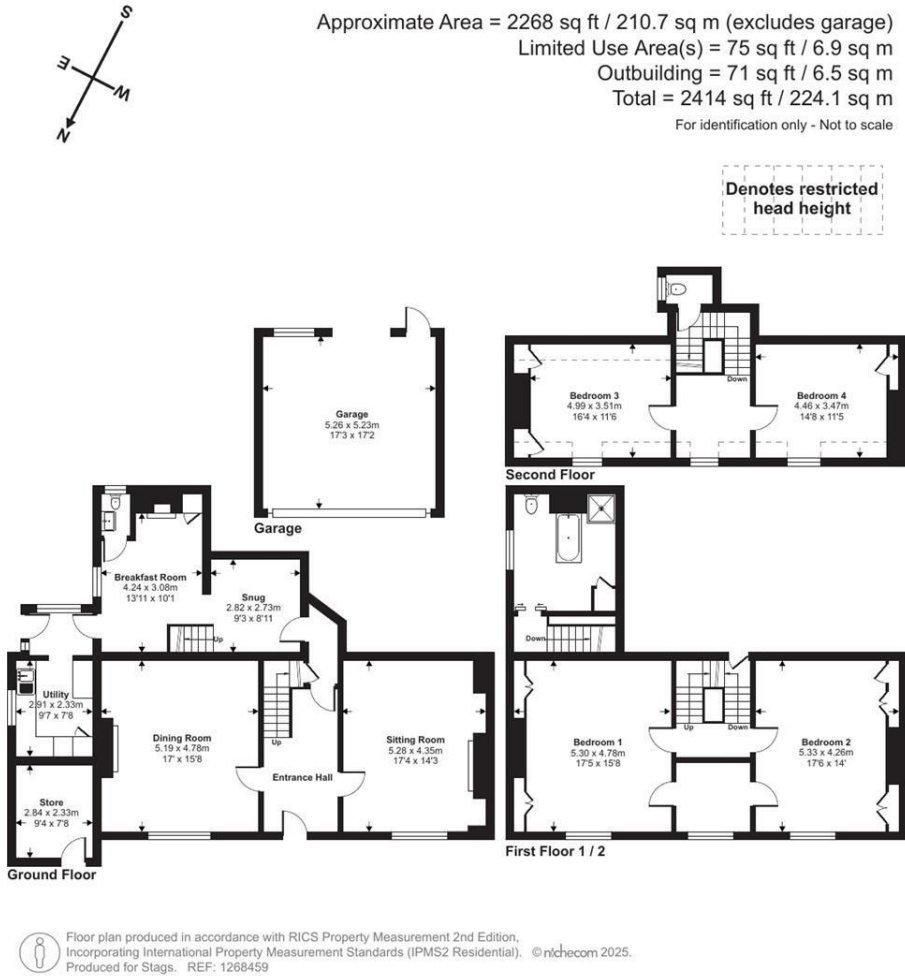 Approximate Area = 2268 sq ft / 210.7 sq m (excludes garage)
Limited Use Area(s) = 75 sq ft / 6.9 sq m
Outbuilding = 71 sq ft / 6.5 sq m
Total = 2414 sq ft / 224.1 sq m
For identification only - Not to scale
S
E
W
N
Denotes restricted
head height
Garage
5.26 x 5.23m
17'3 x 17'2
Garage
Down
Bedroom 3
4.99 x 3.51m
16'4 x 11'6
Bedroom 4
4.46 x 3.47m
14'8 x 11'5
Second Floor
Breakfast Room
4.24 x 3.08m
13'11 x 10'1
Snug
2.82 x 2.73m
9'3 x 8'11
Up
Utility
2.91 x 2.33m
9'7 x 7'8
Dining Room
5.19 x 4.78m
17' x 15'8
Up
Entrance Hall
Sitting Room
5.28 x 4.35m
17'4 x 14'3
Store
2.84 x 2.33m
9'4 x 7'8
Ground Floor
Down
Bedroom 1
5.30 x 4.78m
17'5 x 15'8
Up
Down
Bedroom 2
5.33 x 4.26m
17'6 x 14'
First Floor 1 / 2
Floor plan produced in accordance with RICS Property Measurement 2nd Edition,
Incorporating International Property Measurement Standards (IPMS2 Residential). © nichecom 2025.
Produced for Stags. REF: 1268459